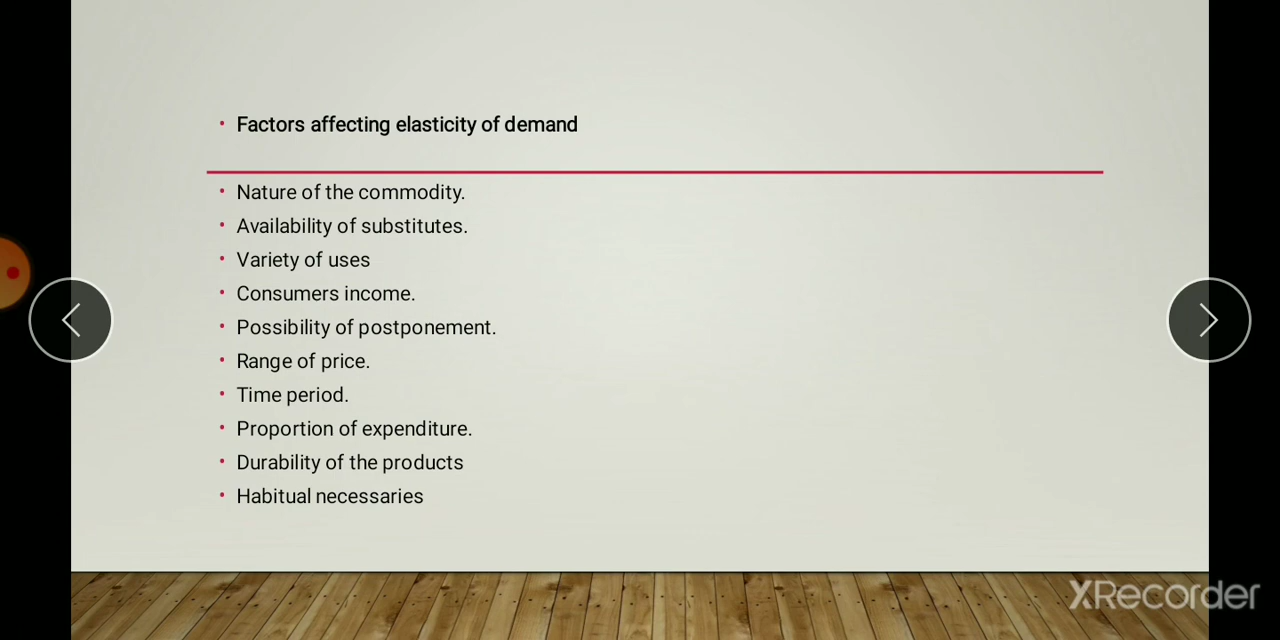 Factors affecting elasticity of demand
Nature of the commodity.
Availability of substitutes.
Variety of uses
Consumers income.
Possibility of postponement.
Range of price.
Time period.
Proportion of expenditure.
Durability of the products
Habitual necessaries
XRecorder